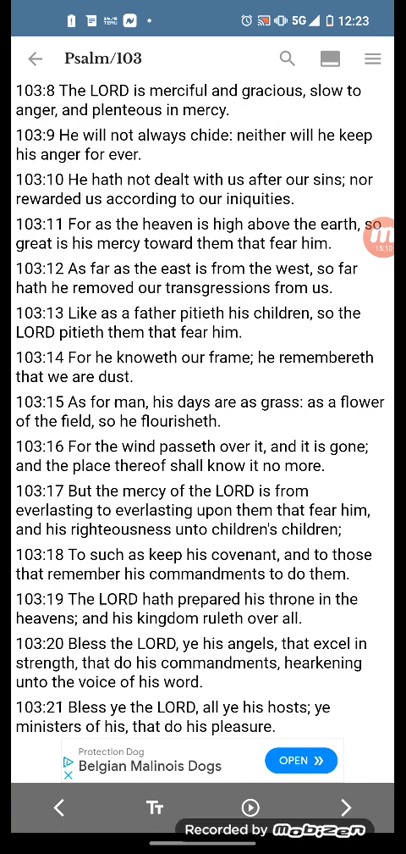 12:23
5G
Psalm/103
103:8 The LORD is merciful and gracious, slow to
anger, and plenteous in mercy.
103:9 He will not always chide: neither will he keep
his anger for ever.
103:10 He hath not dealt with us after our sins; nor
rewarded us according to our iniquities.
103:11 For as the heaven is high above the earth, so
great is his mercy toward them that fear him.
15:10
103:12 As far as the east is from the west, so far
hath he removed our transgressions from us.
103:13 Like as a father pitieth his children, so the
LORD pitieth them that fear him.
103:14 For he knoweth our frame; he remembereth
that we are dust.
103:15 As for man, his days are as grass: as a flower
of the field, so he flourisheth.
103:16 For the wind passeth over it, and it is gone;
and the place thereof shall know it no more.
103:17 But the mercy of the LORD is from
everlasting to everlasting upon them that fear him,
and his righteousness unto children's children;
103:18 To such as keep his covenant, and to those
that remember his commandments to do them.
103:19 The LORD hath prepared his throne in the
heavens; and his kingdom ruleth over all.
103:20 Bless the LORD, ye his angels, that excel in
strength, that do his commandments, hearkening
unto the voice of his word.
103:21 Bless ye the LORD, all ye his hosts; ye
ministers of his, that do his pleasure.
Protection Dog
Belgian Malinois Dogs
OPEN
TT
Recorded by Mobizen